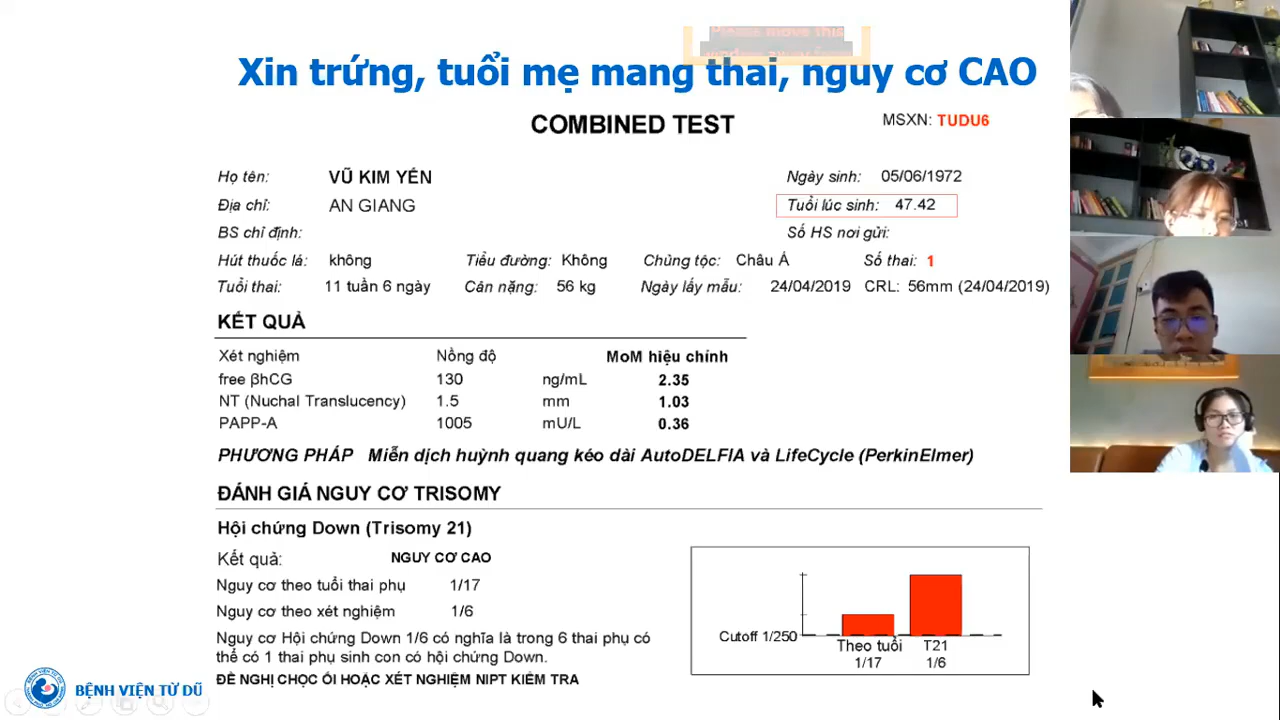 Please move this
window away from
Xin trứng, tuổi mẹ mang thai, nguy cơ CAO
COMBINED TEST
MSXN: TUDU6
Họ tên: VŨ KIM YẾN Ngày sinh: 05/06/1972
Địa chỉ: AN GIANG Tuổi lúc sinh: 47.42
BS chỉ định: Số HS nơi gửi:
Hút thuốc lá: không Tiểu đường: Không Chủng tộc: Châu Á Số thai: 1
Tuổi thai: 11 tuần 6 ngày Cân nặng: 56 kg Ngày lấy mẫu: 24/04/2019 CRL: 56mm (24/04/2019)
KẾT QUẢ
Xét nghiệm Nồng độ MoM hiệu chỉnh
free βhCG 130 ng/mL 2.35
NT (Nuchal Translucency) 1.5 mm 1.03
PAPP-A 1005 mU/L 0.36
PHƯƠNG PHÁP Miễn dịch huỳnh quang kéo dài AutoDELFIA và LifeCycle (PerkinElmer)
ĐÁNH GIÁ NGUY CƠ TRISOMY
Hội chứng Down (Trisomy 21)
Kết quả: NGUY CƠ CAO
Nguy cơ theo tuổi thai phụ 1/17
Nguy cơ theo xét nghiệm 1/6
Nguy cơ Hội chứng Down 1/6 có nghĩa là trong 6 thai phụ có
thể có 1 thai phụ sinh con có hội chứng Down.
ĐỀ NGHỊ CHỌC ỐI HOẶC XÉT NGHIỆM NIPT KIỂM TRA
Cutoff 1/250
Theo tuổi T21
1/17 1/6
BỆNH VIỆN TỪ DŨ